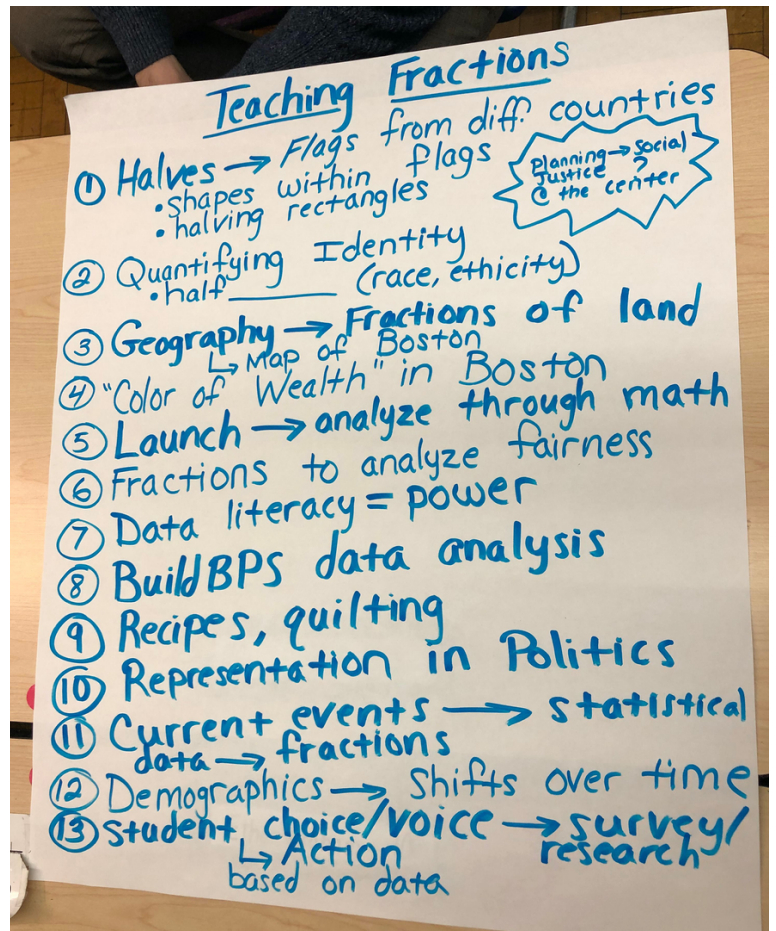 Teaching Fractions
① Halves → Flags from diff. countries
• shapes within flags
• halving rectangles
Planning → Social
Justice ?
@ the center
② Quantifying Identity
• half ______ (race, ethicity)
③ Geography → Fractions of land
↳ Map of Boston
④ "Color of Wealth" in Boston
⑤ Launch → analyze through math
⑥ Fractions to analyze fairness
⑦ Data literacy = power
⑧ BuildBPS data analysis
⑨ Recipes, quilting
⑩ Representation in Politics
⑪ Current events → statistical
data → fractions
⑫ Demographics → Shifts over time
⑬ Student choice/voice → survey/
research
↳ Action
based on data